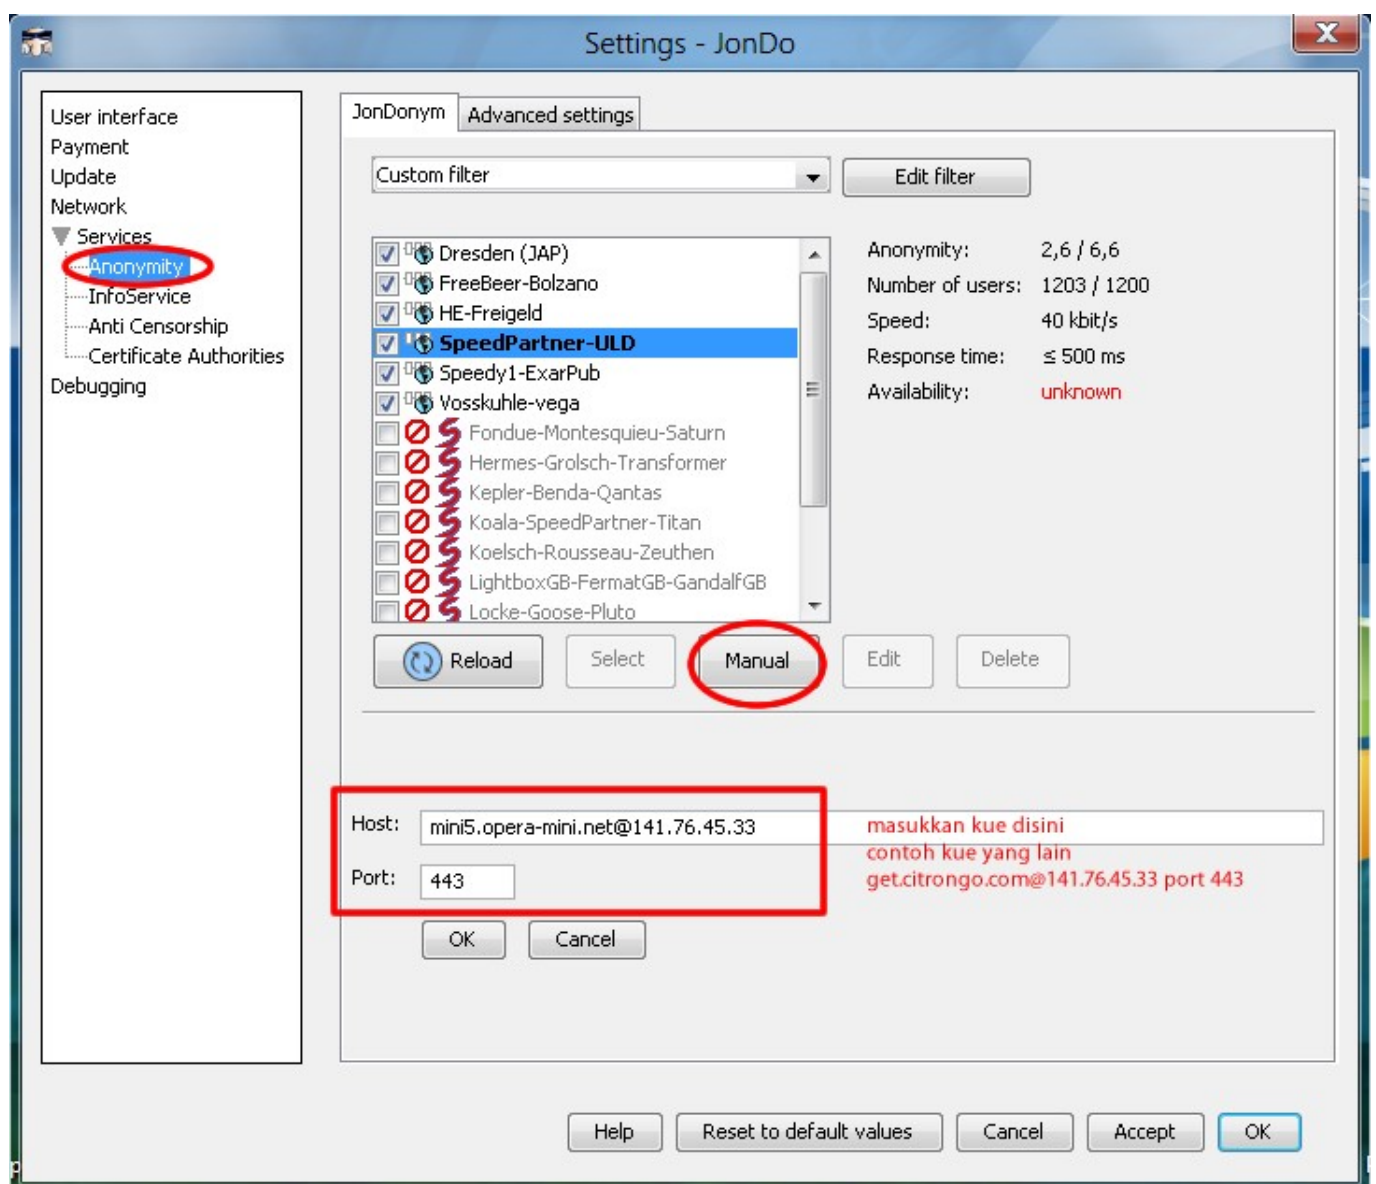 Settings - JonDo
User interface
Payment
Update
Network
Services
Anonymity
InfoService
Anti Censorship
Certificate Authorities
Debugging
JonDonym
Advanced settings
Custom filter
Edit filter
Dresden (JAP)
FreeBeer-Bolzano
HE-Freigeld
SpeedPartner-ULD
Speedy1-ExarPub
Vosskuhle-vega
Fondue-Montesquieu-Saturn
Hermes-Grolsch-Transformer
Kepler-Benda-Qantas
Koala-SpeedPartner-Titan
Koelsch-Rousseau-Zeuthen
LightboxGB-FermatGB-GandalfGB
Locke-Goose-Pluto
Anonymity: 2,6 / 6,6
Number of users: 1203 / 1200
Speed: 40 kbit/s
Response time: ≤ 500 ms
Availability: unknown
Reload
Select
Manual
Edit
Delete
Host: mini5.opera-mini.net@141.76.45.33
Port: 443
masukkan kue disini
contoh kue yang lain
get.citrongo.com@141.76.45.33 port 443
OK
Cancel
Help
Reset to default values
Cancel
Accept
OK